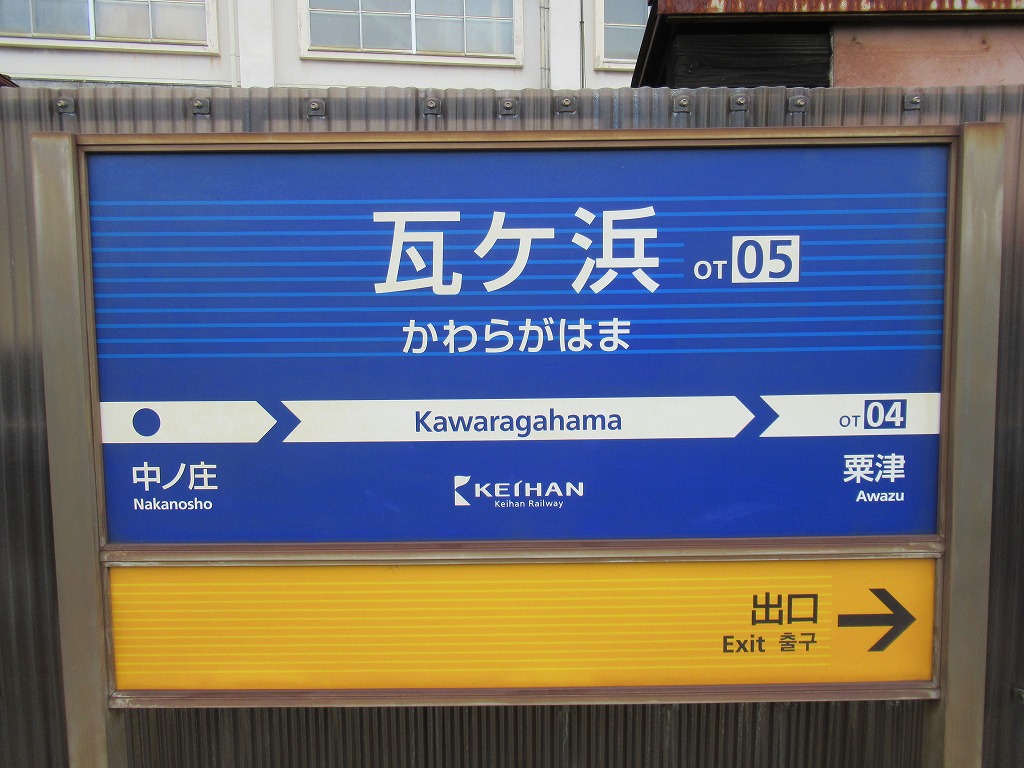 瓦ケ浜 OT 05
かわらがはま
Kawaragahama
OT 04
中ノ庄
Nakanosho
KEIHAN
Keihan Railway
粟津
Awazu
出口
Exit 출구